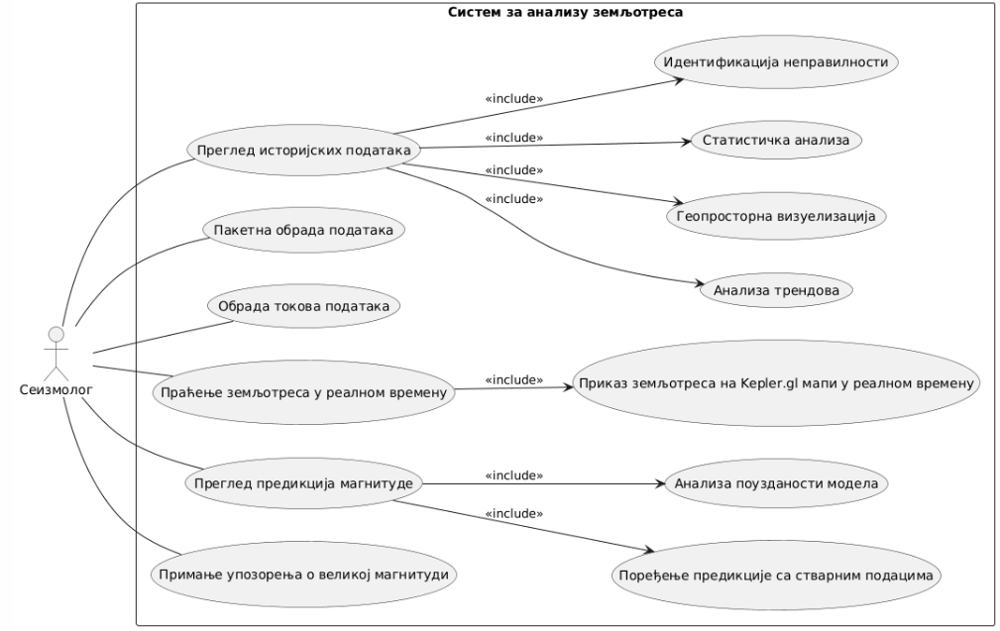 Систем за анализу земљотреса
Идентификација неправилности
«include»
Преглед историјских података
«include»
Статистичка анализа
«include»
Геопросторна визуелизација
«include»
Анализа трендова
Пакетна обрада података
Обрада токова података
Сеизмолог
Праћење земљотреса у реалном времену
«include»
Приказ земљотреса на Kepler.gl мапи у реалном времену
Преглед предикција магнитуде
«include»
Анализа поузданости модела
«include»
Поређење предикције са стварним подацима
Примање упозорења о великој магнитуди